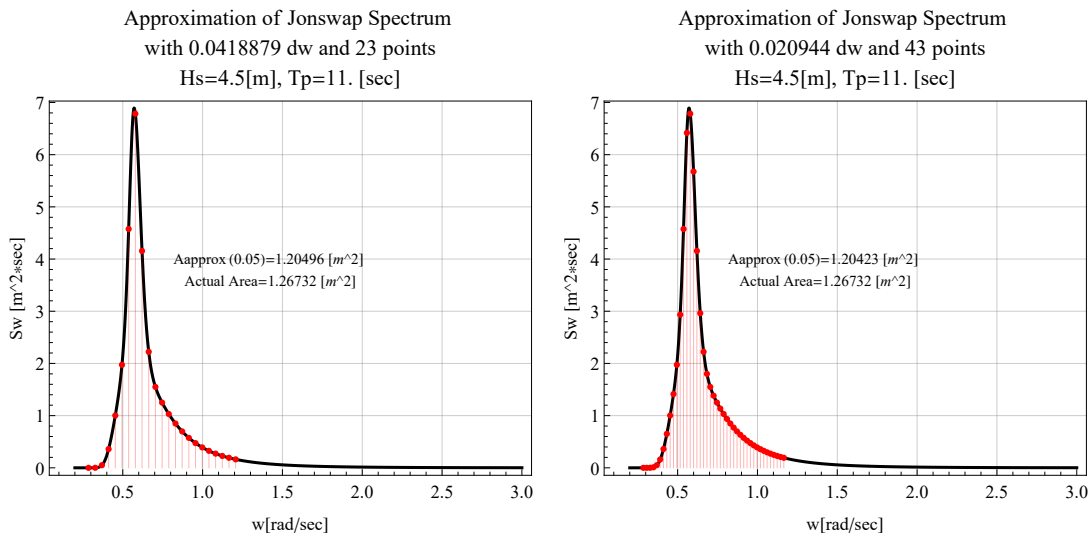 Approximation of Jonswap Spectrum
with 0.0418879 dw and 23 points
Hs=4.5[m], Tp=11. [sec]
7
6
5
4
3
2
1
0
Sw [m^2*sec]
Aapprox (0.05)=1.20496 [m^2]
Actual Area=1.26732 [m^2]
0.5 1.0 1.5 2.0 2.5 3.0
w[rad/sec]
Approximation of Jonswap Spectrum
with 0.020944 dw and 43 points
Hs=4.5[m], Tp=11. [sec]
7
6
5
4
3
2
1
0
Sw [m^2*sec]
Aapprox (0.05)=1.20423 [m^2]
Actual Area=1.26732 [m^2]
0.5 1.0 1.5 2.0 2.5 3.0
w[rad/sec]